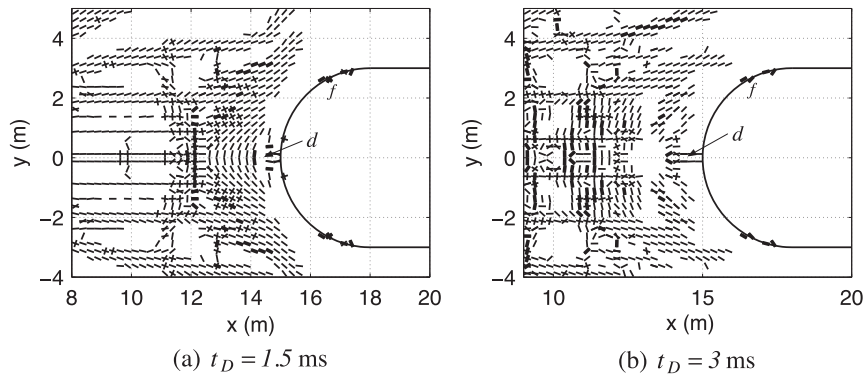 4
2
0
−2
−4
y (m)
8 10 12 14 16 18 20
x (m)
f
d
(a) t_D = 1.5 ms
4
2
0
−2
−4
y (m)
10 15 20
x (m)
f
d
(b) t_D = 3 ms